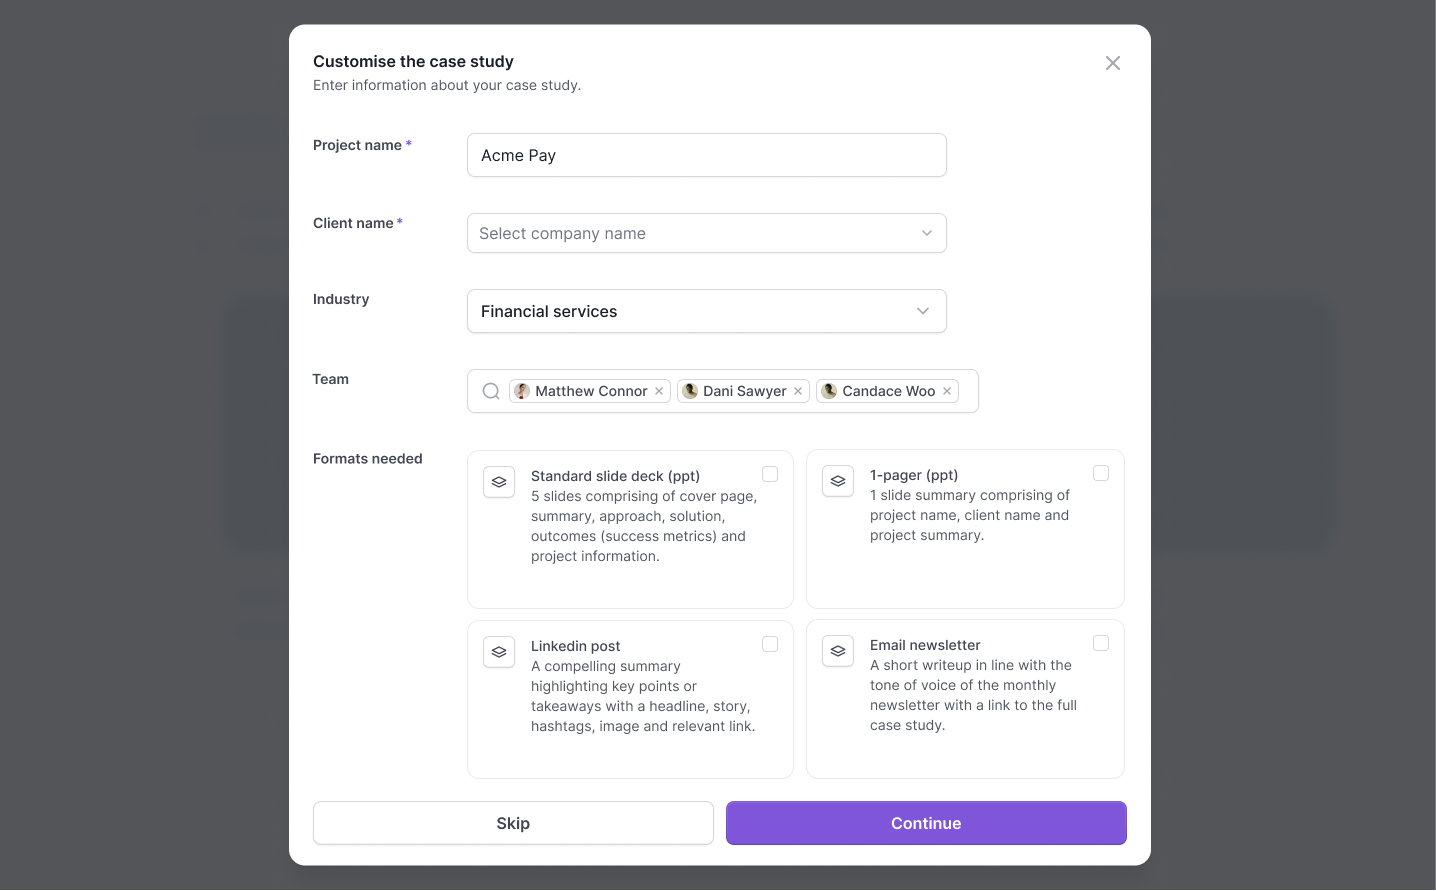 Customise the case study
Enter information about your case study.
Project name *
Acme Pay
Client name *
Select company name
Industry
Financial services
Team
Matthew Connor
Dani Sawyer
Candace Woo
Formats needed
Standard slide deck (ppt)
5 slides comprising of cover page,
summary, approach, solution,
outcomes (success metrics) and
project information.
1-pager (ppt)
1 slide summary comprising of
project name, client name and
project summary.
Linkedin post
A compelling summary
highlighting key points or
takeaways with a headline, story,
hashtags, image and relevant link.
Email newsletter
A short writeup in line with the
tone of voice of the monthly
newsletter with a link to the full
case study.
Skip
Continue